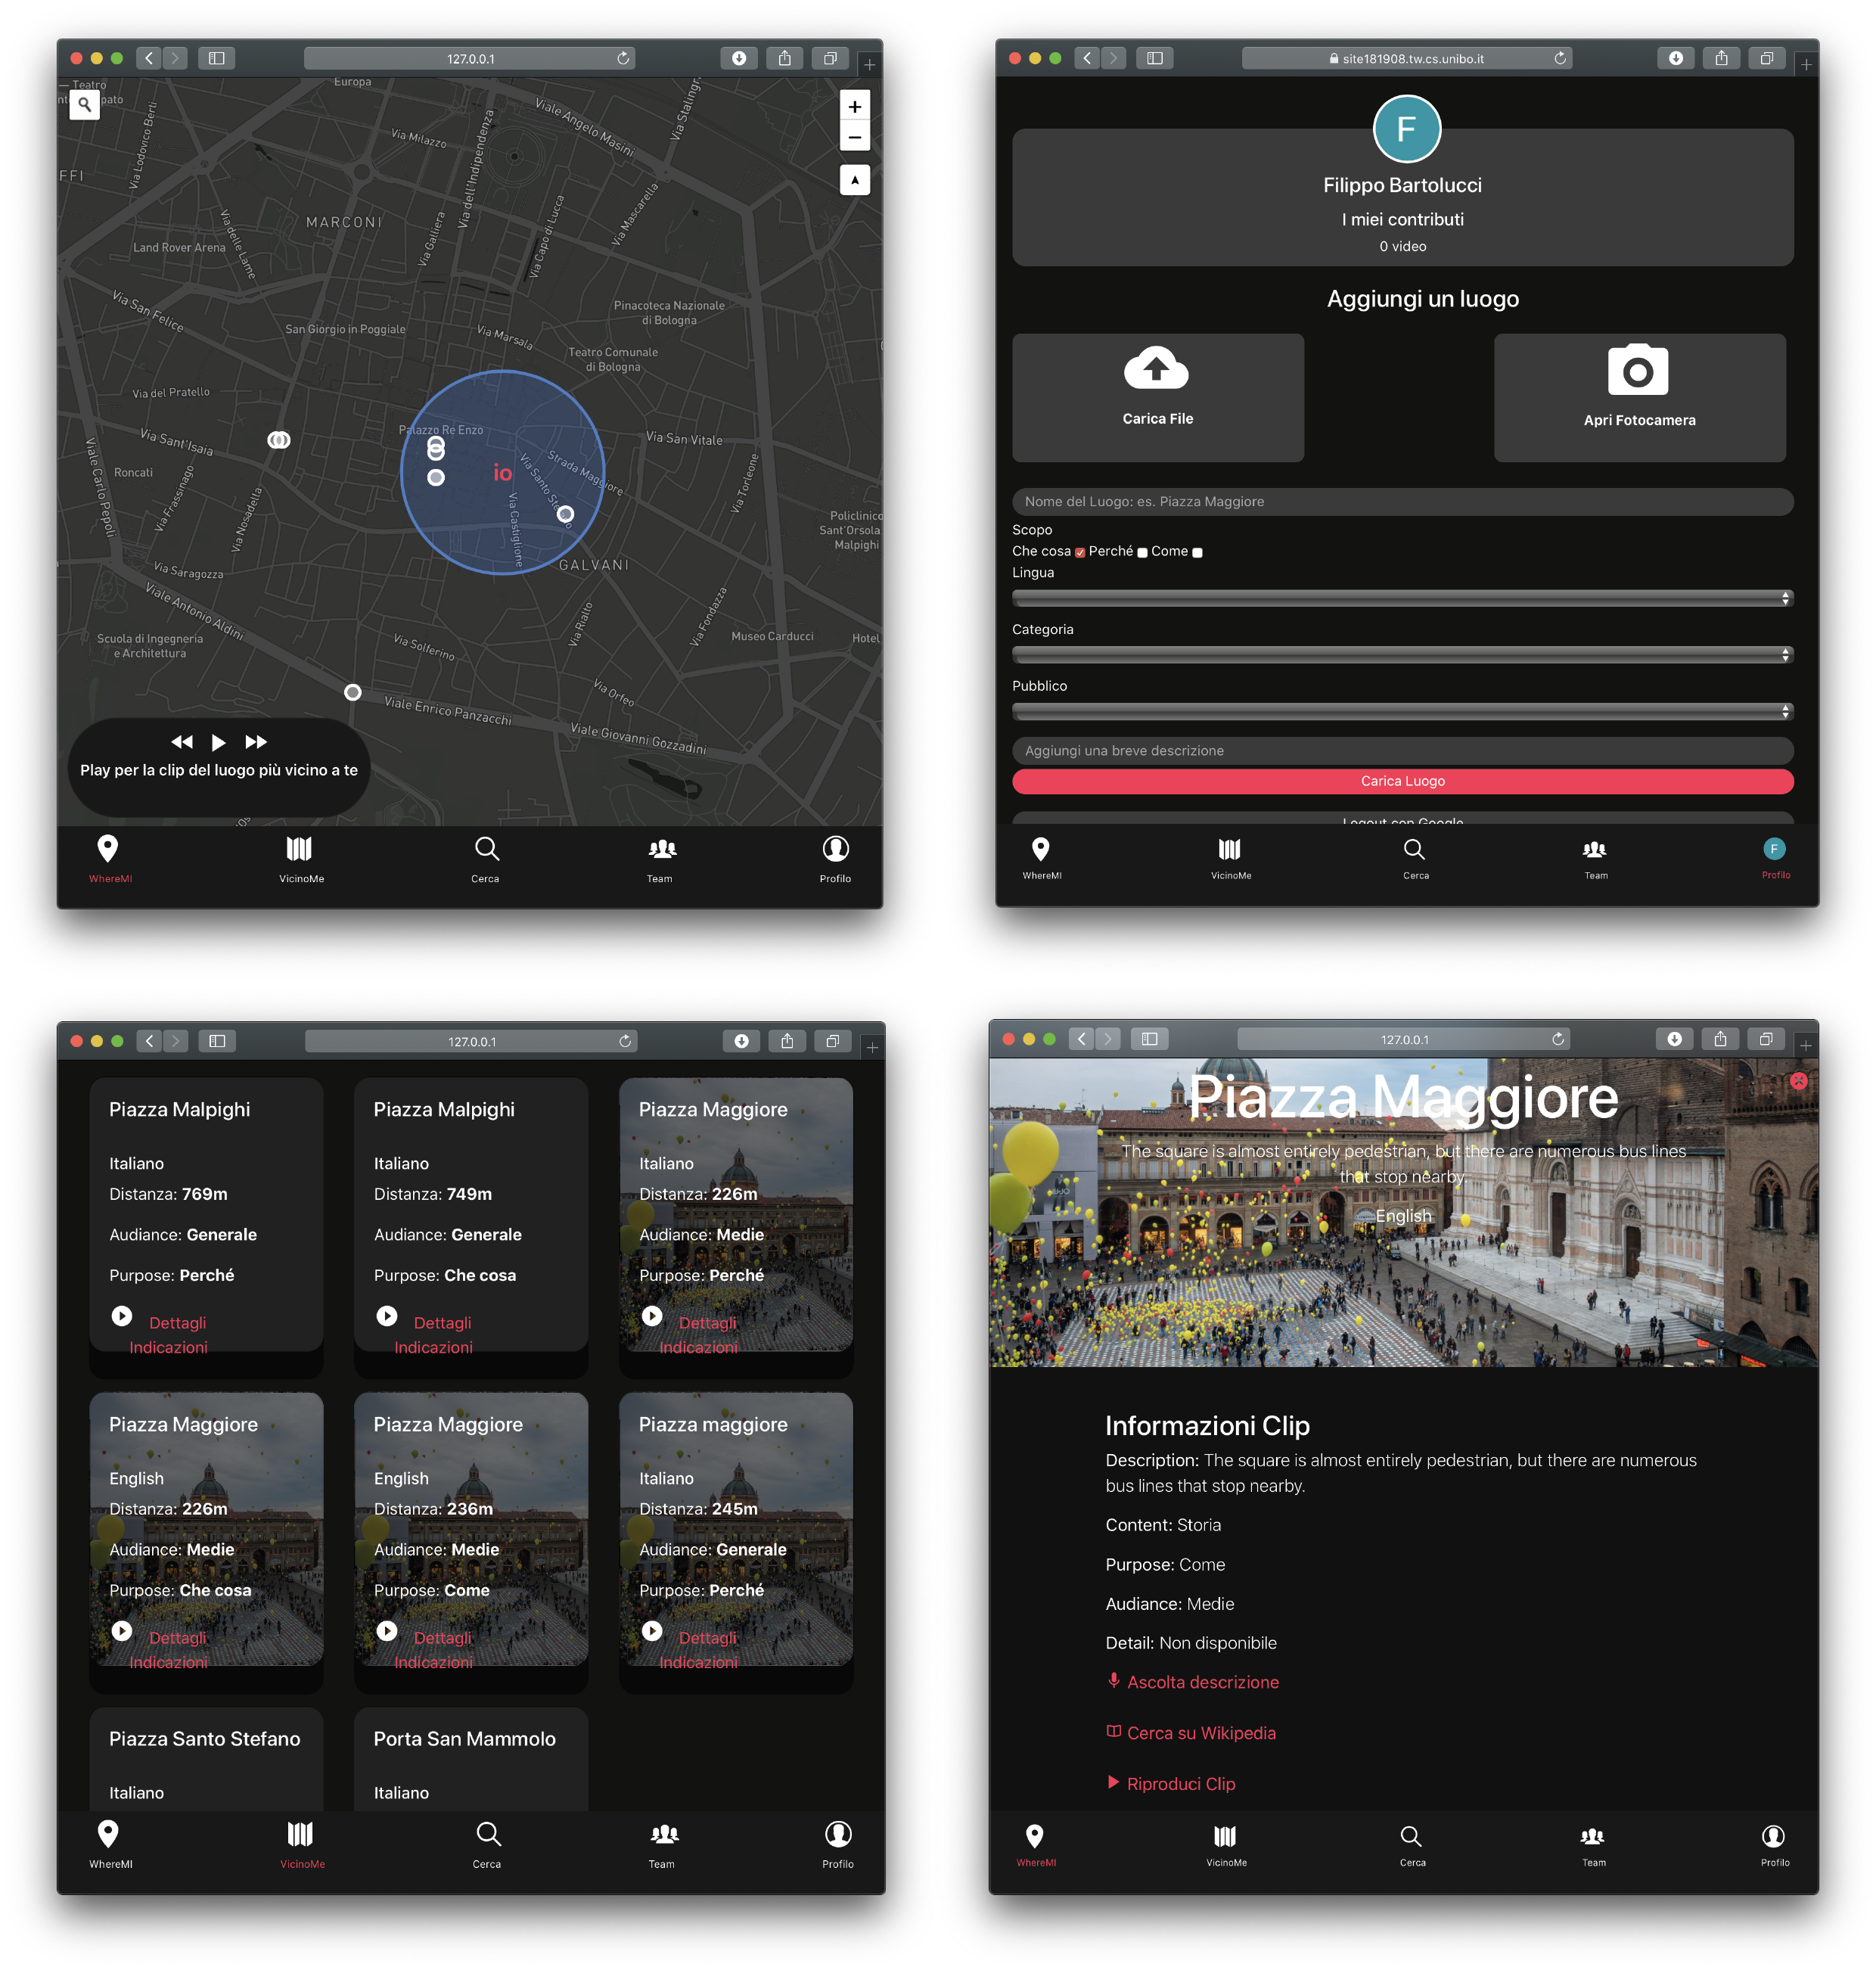 127.0.0.1
Teatro
Europa
Via Lodovico Berti
Via Milazzo
Via dell'Indipendenza
Viale Angelo Masini
Via Stalingr
FFI
MARCONI
Via delle Lame
Land Rover Arena
Via Galliera
Via Capo di Lucca
Via Mascarella
Via San Felice
San Giorgio in Poggiale
Via Marsala
Pinacoteca Nazionale
di Bologna
Teatro Comunale
di Bologna
Via del Pratello
Via Sant'Isaia
Palazzo Re Enzo
Via San Vitale
Viale Carlo Pepoli
Roncati
Via Frassinago
Via Nosadella
io
Strada Maggiore
Via Santo Stefano
Via Castiglione
Via Torleone
Policlinico
Sant'Orsola
Malpighi
Via Saragozza
GALVANI
Viale Antonio Aldini
Scuola di Ingegneria
e Architettura
Via Solferino
Via Rialto
Via Fondazza
Museo Carducci
Hotel
Via Orfeo
Viale Enrico Panzacchi
Viale Giovanni Gozzadini
Play per la clip del luogo più vicino a te
WhereMI VicinoMe Cerca Team Profilo
site181908.tw.cs.unibo.it
F
Filippo Bartolucci
I miei contributi
0 video
Aggiungi un luogo
Carica File
Apri Fotocamera
Nome del Luogo: es. Piazza Maggiore
Scopo
Che cosa Perché Come
Lingua
Categoria
Pubblico
Aggiungi una breve descrizione
Carica Luogo
Logout con Google
F
WhereMI VicinoMe Cerca Team Profilo
127.0.0.1
Piazza Malpighi
Italiano
Distanza: 769m
Audiance: Generale
Purpose: Perché
Dettagli
Indicazioni
Piazza Malpighi
Italiano
Distanza: 749m
Audiance: Generale
Purpose: Che cosa
Dettagli
Indicazioni
Piazza Maggiore
Italiano
Distanza: 226m
Audiance: Medie
Purpose: Perché
Dettagli
Indicazioni
Piazza Maggiore
English
Distanza: 226m
Audiance: Medie
Purpose: Che cosa
Dettagli
Indicazioni
Piazza Maggiore
English
Distanza: 236m
Audiance: Medie
Purpose: Come
Dettagli
Indicazioni
Piazza maggiore
Italiano
Distanza: 245m
Audiance: Generale
Purpose: Perché
Dettagli
Indicazioni
Piazza Santo Stefano
Italiano
Porta San Mammolo
Italiano
WhereMI VicinoMe Cerca Team Profilo
127.0.0.1
Piazza Maggiore
The square is almost entirely pedestrian, but there are numerous bus lines
that stop nearby.
English
Informazioni Clip
Description: The square is almost entirely pedestrian, but there are numerous
bus lines that stop nearby.
Content: Storia
Purpose: Come
Audiance: Medie
Detail: Non disponibile
Ascolta descrizione
Cerca su Wikipedia
Riproduci Clip
WhereMI VicinoMe Cerca Team Profilo